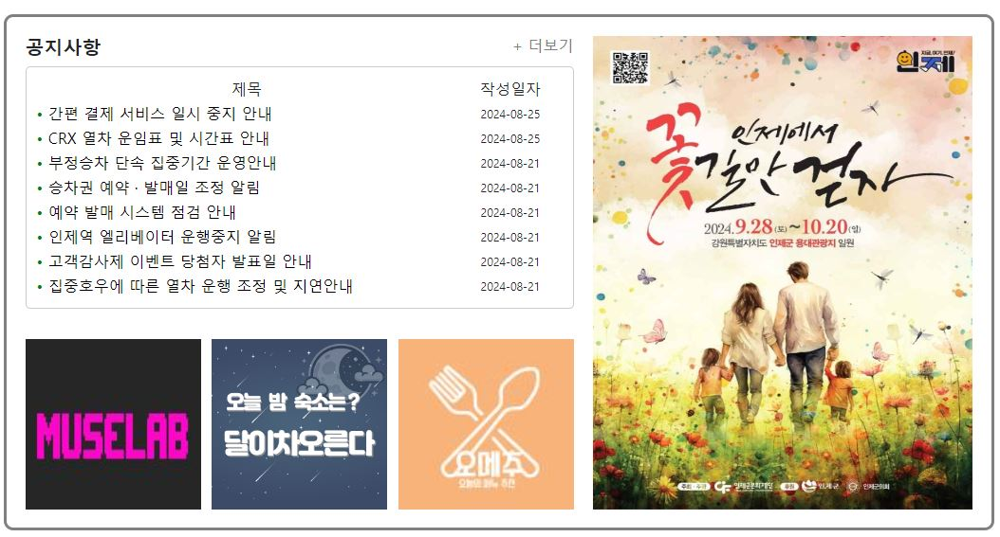 공지사항
+ 더보기
제목 작성일자
• 간편 결제 서비스 일시 중지 안내 2024-08-25
• CRX 열차 운임표 및 시간표 안내 2024-08-25
• 부정승차 단속 집중기간 운영안내 2024-08-21
• 승차권 예약 · 발매일 조정 알림 2024-08-21
• 예약 발매 시스템 점검 안내 2024-08-21
• 인제역 엘리베이터 운행중지 알림 2024-08-21
• 고객감사제 이벤트 당첨자 발표일 안내 2024-08-21
• 집중호우에 따른 열차 운행 조정 및 지연안내 2024-08-21
MUSELAB
오늘 밤 숙소는?
달이차오른다
오메추
오늘의 메뉴 추천
지금, 여기, 인제!
인제
인제에서
꽃길만 걷자
2024.9.28(토)~10.20(일)
강원특별자치도 인제군 용대관광지 일원
주최·주관 인제군문화재단 후원 인제군 인제군의회